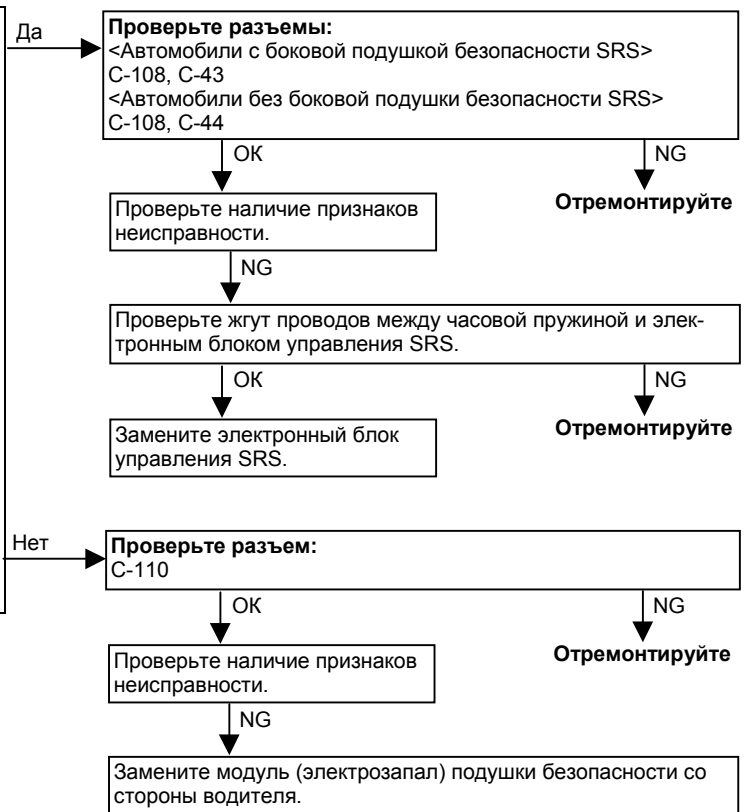 Да
Проверьте разъемы:
<Автомобили с боковой подушкой безопасности SRS>
C-108, C-43
<Автомобили без боковой подушки безопасности SRS>
C-108, C-44
ОК
NG
Проверьте наличие признаков
неисправности.
Отремонтируйте
NG
Проверьте жгут проводов между часовой пружиной и элек-
тронным блоком управления SRS.
ОК
NG
Замените электронный блок
управления SRS.
Отремонтируйте
Нет
Проверьте разъем:
C-110
ОК
NG
Проверьте наличие признаков
неисправности.
Отремонтируйте
NG
Замените модуль (электрозапал) подушки безопасности со
стороны водителя.